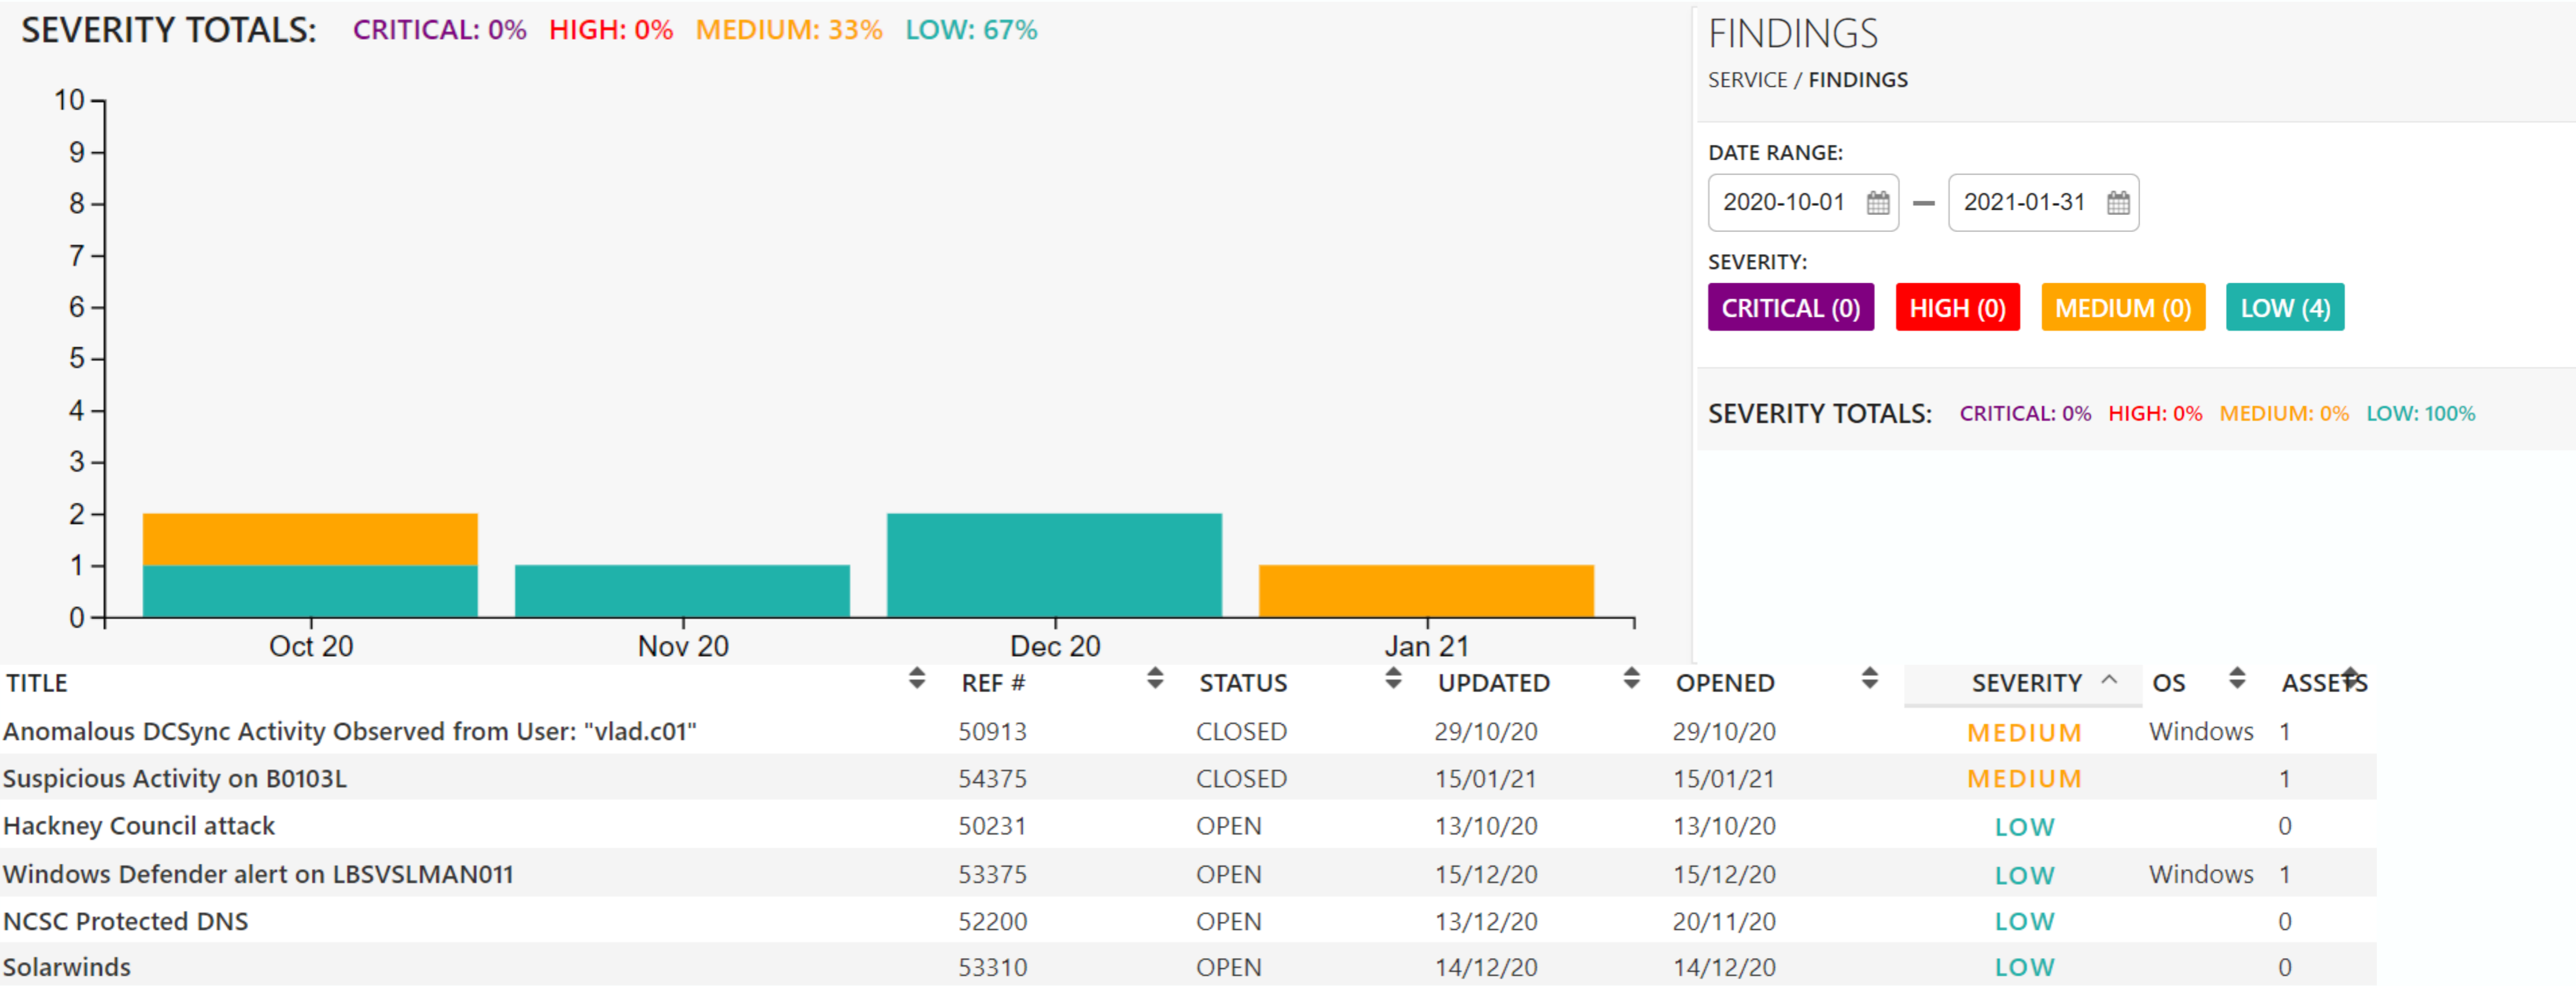 SEVERITY TOTALS: CRITICAL: 0% HIGH: 0% MEDIUM: 33% LOW: 67%
10
9
8
7
6
5
4
3
2
1
0
Oct 20 Nov 20 Dec 20 Jan 21
FINDINGS
SERVICE / FINDINGS
DATE RANGE:
2020-10-01 — 2021-01-31
SEVERITY:
CRITICAL (0) HIGH (0) MEDIUM (0) LOW (4)
SEVERITY TOTALS: CRITICAL: 0% HIGH: 0% MEDIUM: 0% LOW: 100%
TITLE REF # STATUS UPDATED OPENED SEVERITY OS ASSETS
Anomalous DCSync Activity Observed from User: "vlad.c01" 50913 CLOSED 29/10/20 29/10/20 MEDIUM Windows 1
Suspicious Activity on B0103L 54375 CLOSED 15/01/21 15/01/21 MEDIUM 1
Hackney Council attack 50231 OPEN 13/10/20 13/10/20 LOW 0
Windows Defender alert on LBSVSLMAN011 53375 OPEN 15/12/20 15/12/20 LOW Windows 1
NCSC Protected DNS 52200 OPEN 13/12/20 20/11/20 LOW 0
Solarwinds 53310 OPEN 14/12/20 14/12/20 LOW 0